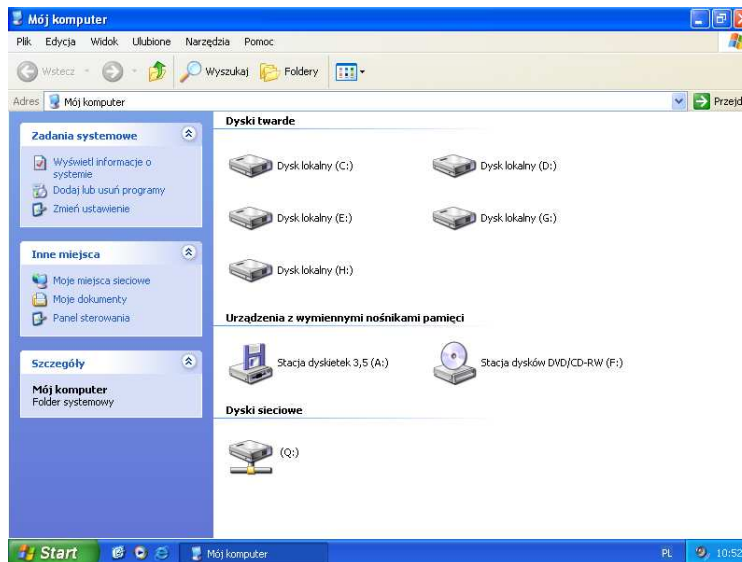 Mój komputer
Plik Edycja Widok Ulubione Narzędzia Pomoc
Wstecz Wyszukaj Foldery
Adres Mój komputer Przejd
Zadania systemowe
Wyświetl informacje o
systemie
Dodaj lub usuń programy
Zmień ustawienie
Inne miejsca
Moje miejsca sieciowe
Moje dokumenty
Panel sterowania
Szczegóły
Mój komputer
Folder systemowy
Dyski twarde
Dysk lokalny (C:) Dysk lokalny (D:)
Dysk lokalny (E:) Dysk lokalny (G:)
Dysk lokalny (H:)
Urządzenia z wymiennymi nośnikami pamięci
Stacja dyskietek 3,5 (A:) Stacja dysków DVD/CD-RW (F:)
Dyski sieciowe
(Q:)
Start Mój komputer PL 10:52